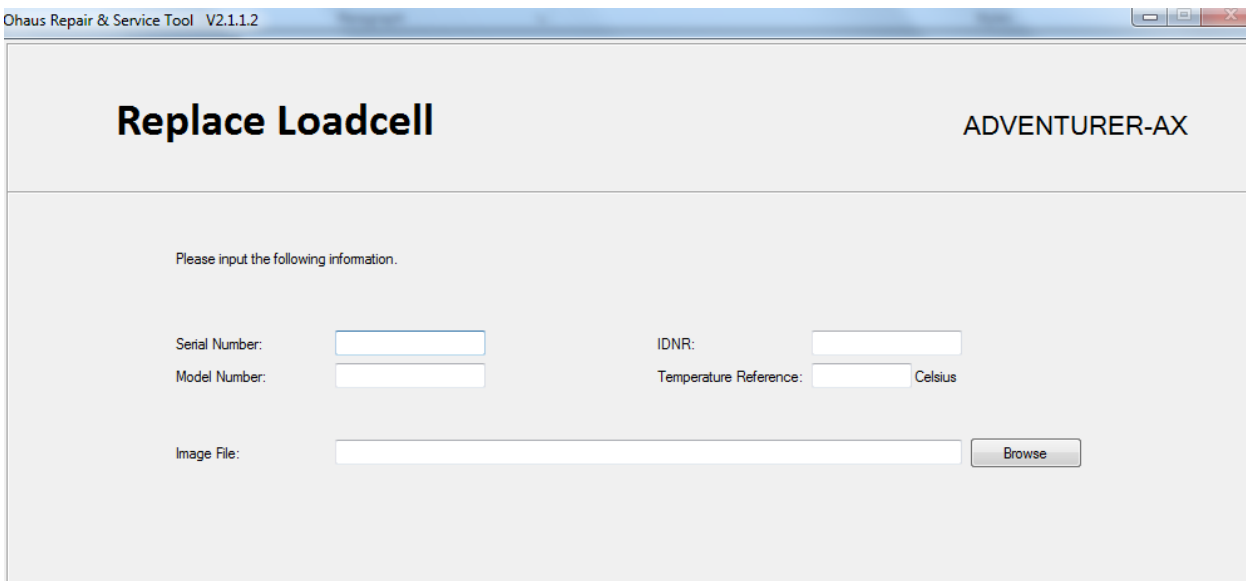 Ohaus Repair & Service Tool V2.1.1.2
Replace Loadcell
ADVENTURER-AX
Please input the following information.
Serial Number:
IDNR:
Model Number:
Temperature Reference: Celsius
Image File:
Browse